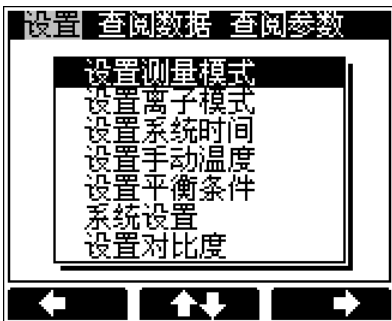 设置 查阅数据 查阅参数
设置测量模式
设置离子模式
设置系统时间
设置手动温度
设置平衡条件
系统设置
设置对比度